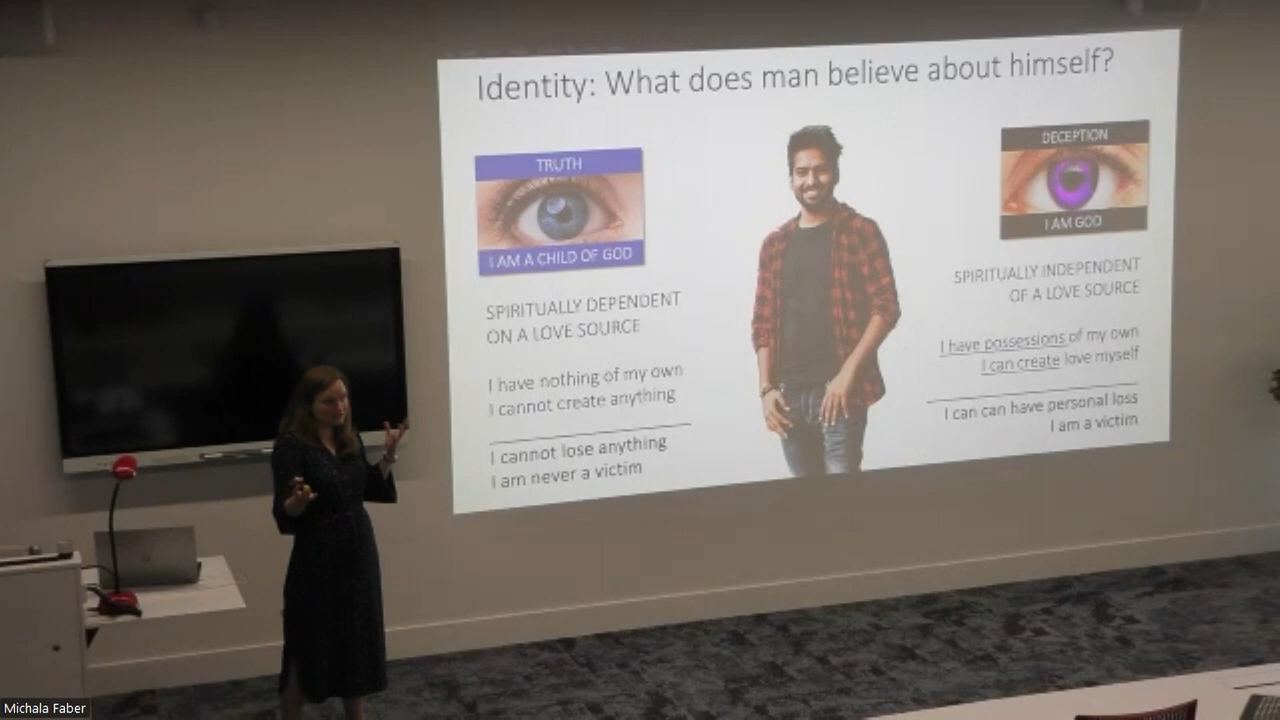 Identity: What does man believe about himself?
TRUTH
I AM A CHILD OF GOD
SPIRITUALLY DEPENDENT
ON A LOVE SOURCE
I have nothing of my own
I cannot create anything
I cannot lose anything
I am never a victim
DECEPTION
I AM GOD
SPIRITUALLY INDEPENDENT
OF A LOVE SOURCE
I have possessions of my own
I can create love myself
I can can have personal loss
I am a victim
Michala Faber